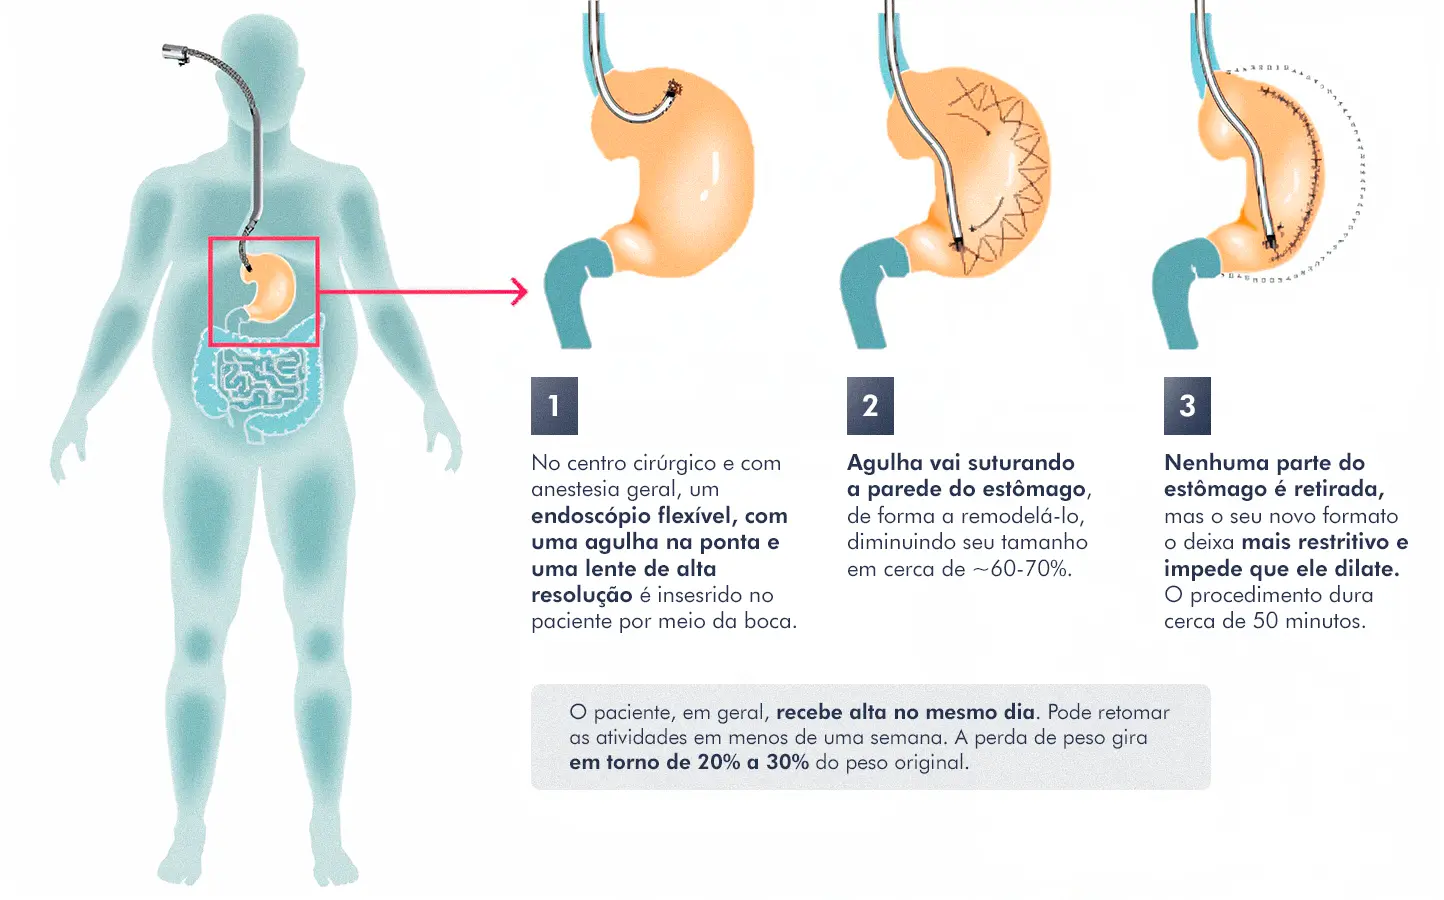 1
No centro cirúrgico e com
anestesia geral, um
endoscópio flexível, com
uma agulha na ponta e
uma lente de alta
resolução é insesrido no
paciente por meio da boca.
2
Agulha vai suturando
a parede do estômago,
de forma a remodelá-lo,
diminuindo seu tamanho
em cerca de ~60-70%.
3
Nenhuma parte do
estômago é retirada,
mas o seu novo formato
o deixa mais restritivo e
impede que ele dilate.
O procedimento dura
cerca de 50 minutos.
O paciente, em geral, recebe alta no mesmo dia. Pode retomar
as atividades em menos de uma semana. A perda de peso gira
em torno de 20% a 30% do peso original.